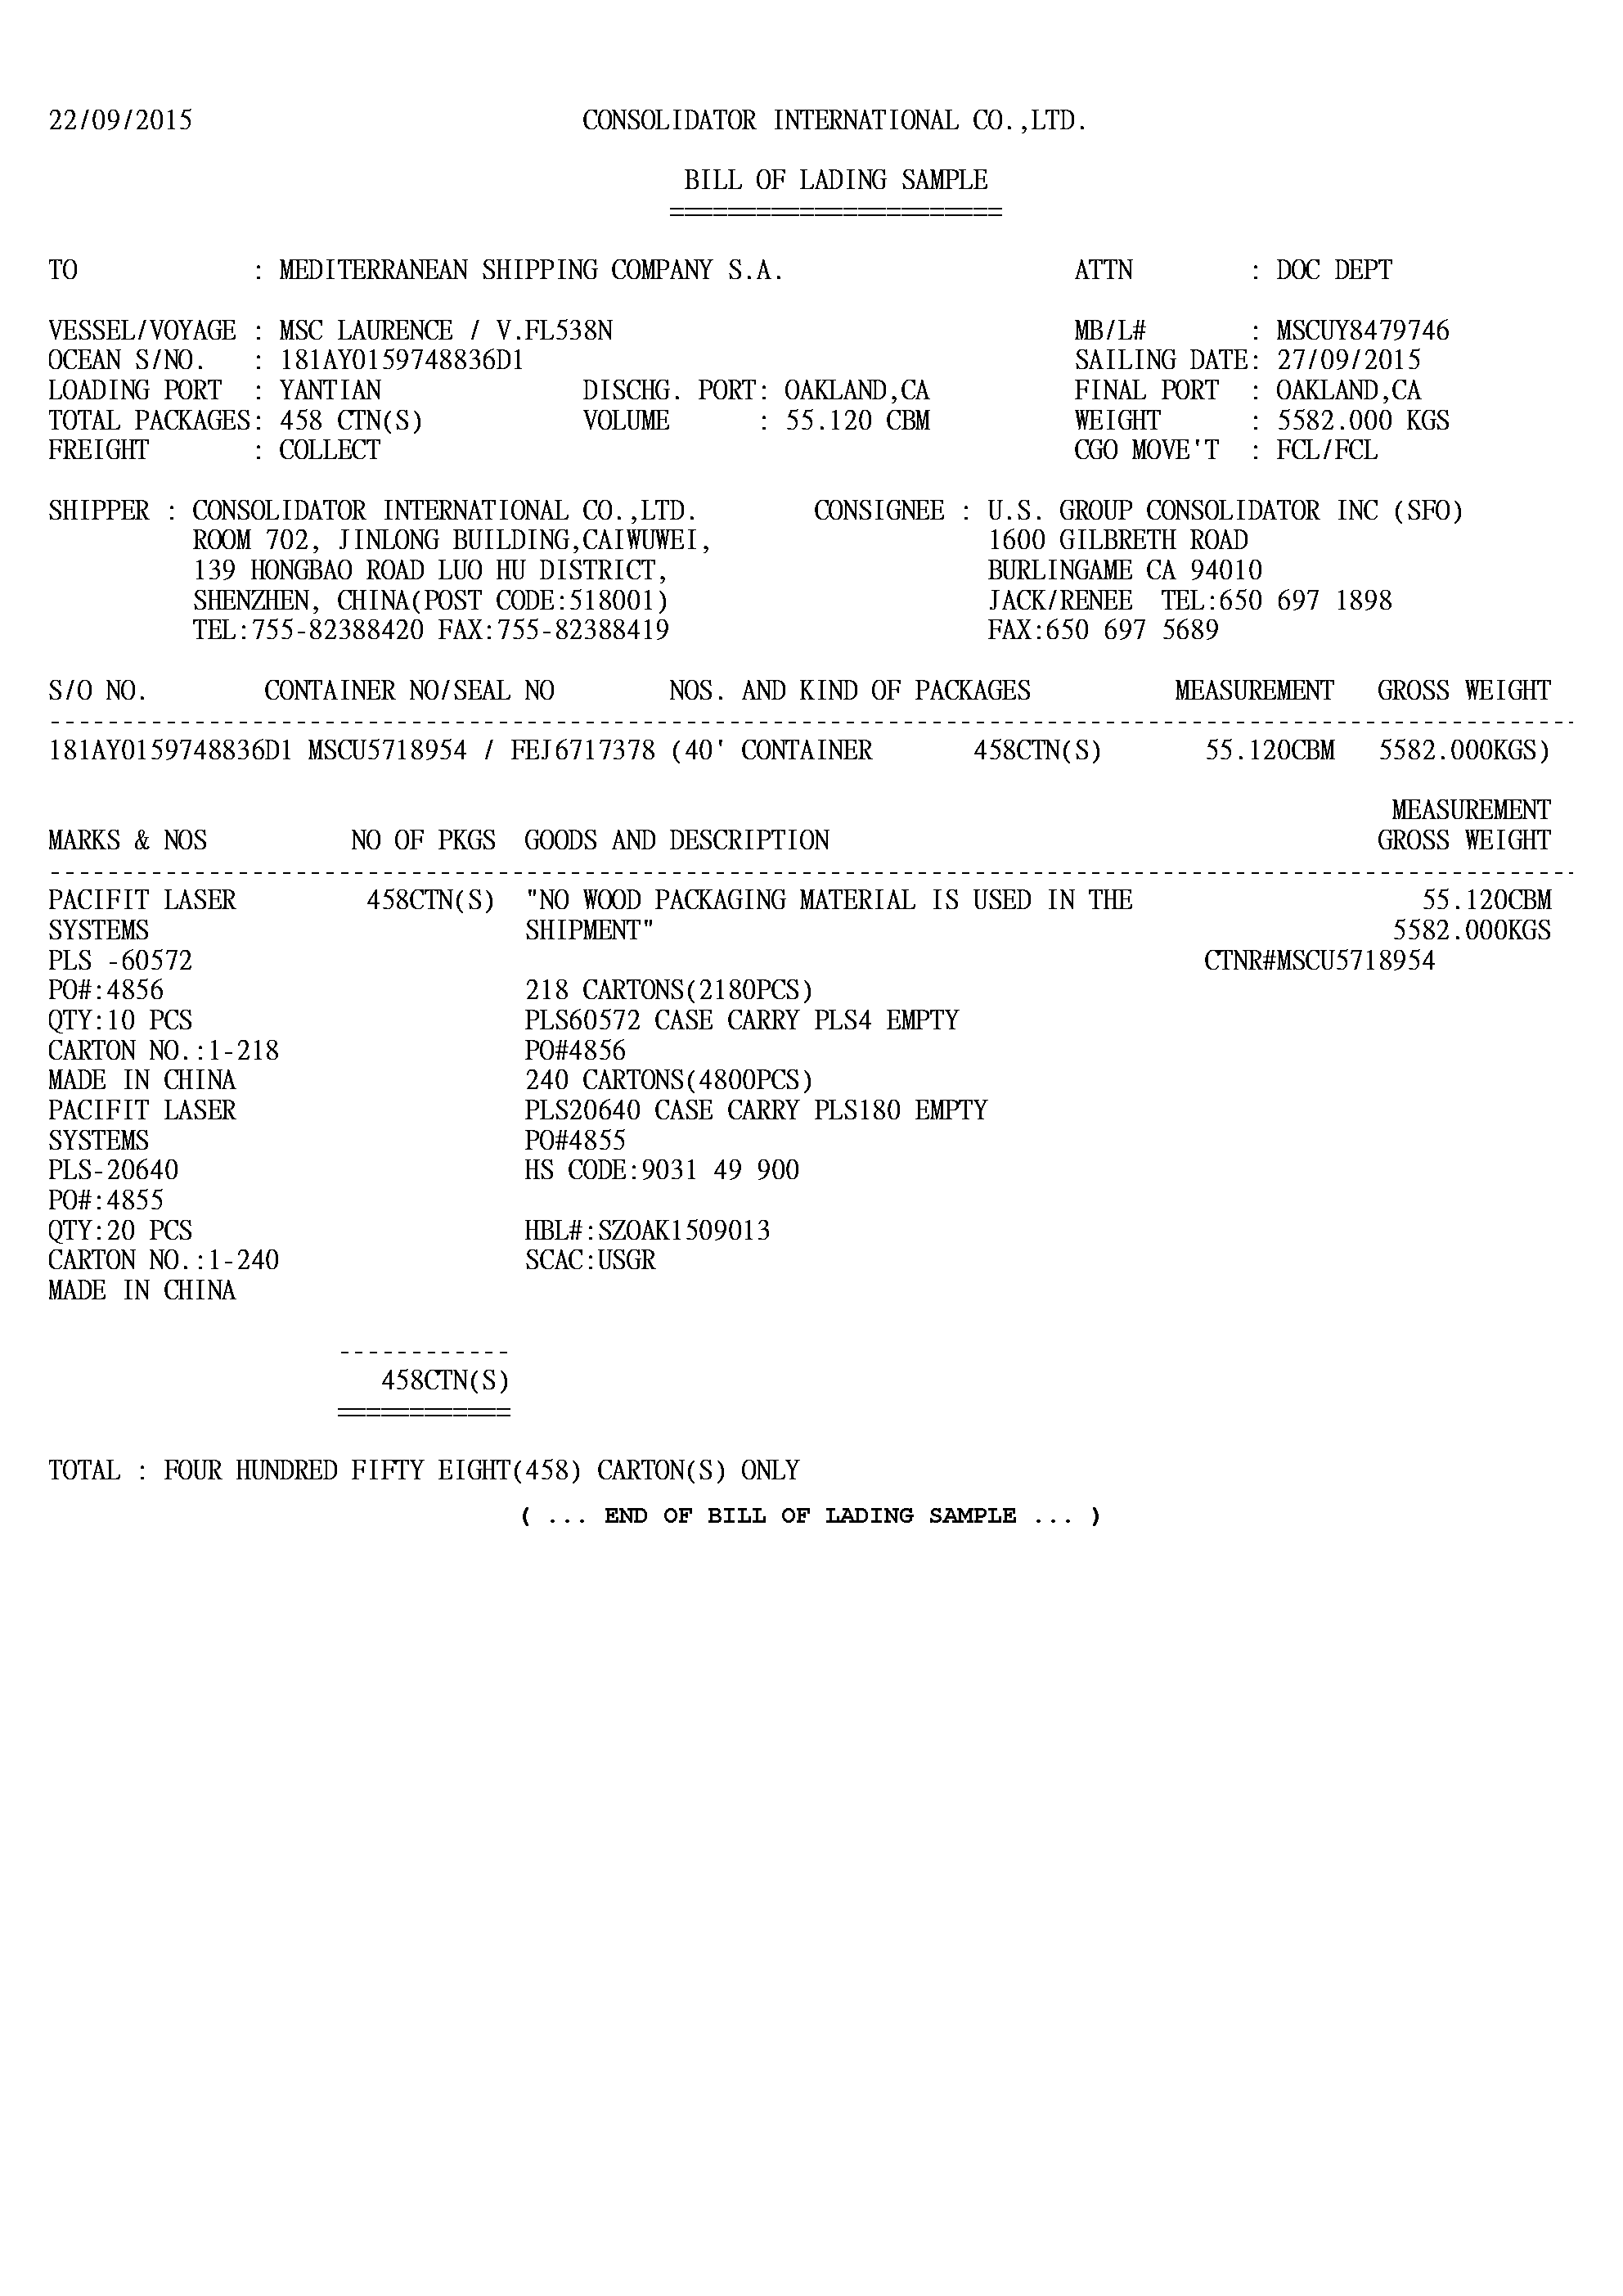 22/09/2015 CONSOLIDATOR INTERNATIONAL CO.,LTD.
BILL OF LADING SAMPLE
=======================
TO : MEDITERRANEAN SHIPPING COMPANY S.A. ATTN : DOC DEPT
VESSEL/VOYAGE : MSC LAURENCE / V.FL538N MB/L# : MSCUY8479746
OCEAN S/NO. : 181AY0159748836D1 SAILING DATE: 27/09/2015
LOADING PORT : YANTIAN DISCHG. PORT: OAKLAND,CA FINAL PORT : OAKLAND,CA
TOTAL PACKAGES: 458 CTN(S) VOLUME : 55.120 CBM WEIGHT : 5582.000 KGS
FREIGHT : COLLECT CGO MOVE'T : FCL/FCL
SHIPPER : CONSOLIDATOR INTERNATIONAL CO.,LTD. CONSIGNEE : U.S. GROUP CONSOLIDATOR INC (SFO)
ROOM 702, JINLONG BUILDING,CAIWUWEI, 1600 GILBRETH ROAD
139 HONGBAO ROAD LUO HU DISTRICT, BURLINGAME CA 94010
SHENZHEN, CHINA(POST CODE:518001) JACK/RENEE TEL:650 697 1898
TEL:755-82388420 FAX:755-82388419 FAX:650 697 5689
S/O NO. CONTAINER NO/SEAL NO NOS. AND KIND OF PACKAGES MEASUREMENT GROSS WEIGHT
181AY0159748836D1 MSCU5718954 / FEJ6717378 (40' CONTAINER 458CTN(S) 55.120CBM 5582.000KGS)
MEASUREMENT
MARKS & NOS NO OF PKGS GOODS AND DESCRIPTION GROSS WEIGHT
PACIFIT LASER 458CTN(S) "NO WOOD PACKAGING MATERIAL IS USED IN THE 55.120CBM
SYSTEMS SHIPMENT" 5582.000KGS
PLS -60572 CTNR#MSCU5718954
PO#:4856 218 CARTONS(2180PCS)
QTY:10 PCS PLS60572 CASE CARRY PLS4 EMPTY
CARTON NO.:1-218 PO#4856
MADE IN CHINA 240 CARTONS(4800PCS)
PACIFIT LASER PLS20640 CASE CARRY PLS180 EMPTY
SYSTEMS PO#4855
PLS-20640 HS CODE:9031 49 900
PO#:4855
QTY:20 PCS HBL#:SZOAK1509013
CARTON NO.:1-240 SCAC:USGR
MADE IN CHINA
------------
458CTN(S)
============
TOTAL : FOUR HUNDRED FIFTY EIGHT(458) CARTON(S) ONLY
( ... END OF BILL OF LADING SAMPLE ... )